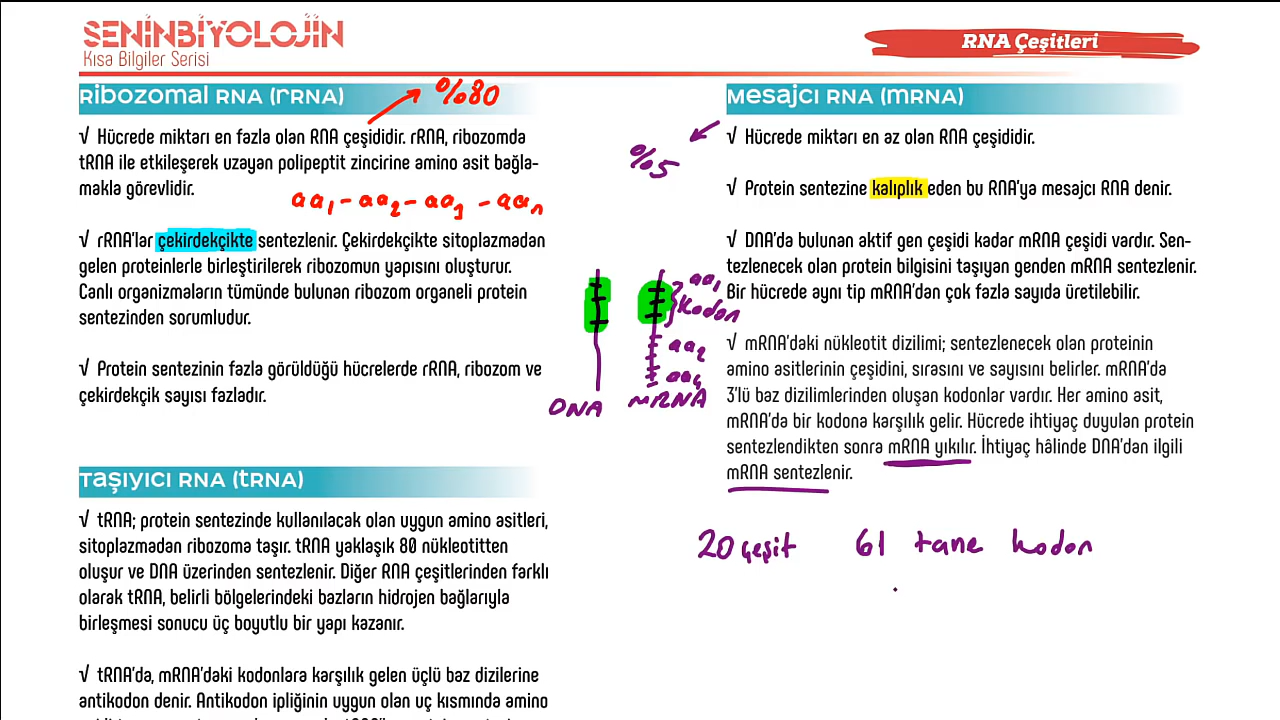 SENİNBİYOLOJİN
Kısa Bilgiler Serisi
RNA Çeşitleri
Ribozomal RNA (rRNA)
%80
√ Hücrede miktarı en fazla olan RNA çeşididir. rRNA, ribozomda
tRNA ile etkileşerek uzayan polipeptit zincirine amino asit bağla-
makla görevlidir.
aa1 - aa2 - aa3 - aan
√ rRNA'lar çekirdekçikte sentezlenir. Çekirdekçikte sitoplazmadan
gelen proteinlerle birleştirilerek ribozomun yapısını oluşturur.
Canlı organizmaların tümünde bulunan ribozom organeli protein
sentezinden sorumludur.
√ Protein sentezinin fazla görüldüğü hücrelerde rRNA, ribozom ve
çekirdekçik sayısı fazladır.
Taşıyıcı RNA (tRNA)
√ tRNA; protein sentezinde kullanılacak olan uygun amino asitleri,
sitoplazmadan ribozoma taşır. tRNA yaklaşık 80 nükleotitten
oluşur ve DNA üzerinden sentezlenir. Diğer RNA çeşitlerinden farklı
olarak tRNA, belirli bölgelerindeki bazların hidrojen bağlarıyla
birleşmesi sonucu üç boyutlu bir yapı kazanır.
√ tRNA'da, mRNA'daki kodonlara karşılık gelen üçlü baz dizilerine
antikodon denir. Antikodon ipliğinin uygun olan uç kısmında amino
Mesajcı RNA (mRNA)
√ Hücrede miktarı en az olan RNA çeşididir.
%5
√ Protein sentezine kalıplık eden bu RNA'ya mesajcı RNA denir.
√ DNA'da bulunan aktif gen çeşidi kadar mRNA çeşidi vardır. Sen-
tezlenecek olan protein bilgisini taşıyan genden mRNA sentezlenir.
Bir hücrede aynı tip mRNA'dan çok fazla sayıda üretilebilir.
aa1
kodon
aa2
DNA
mRNA
√ mRNA'daki nükleotit dizilimi; sentezlenecek olan proteinin
amino asitlerinin çeşidini, sırasını ve sayısını belirler. mRNA'da
3'lü baz dizilimlerinden oluşan kodonlar vardır. Her amino asit,
mRNA'da bir kodona karşılık gelir. Hücrede ihtiyaç duyulan protein
sentezlendikten sonra mRNA yıkılır. İhtiyaç hâlinde DNA'dan ilgili
mRNA sentezlenir.
20 çeşit 61 tane kodon